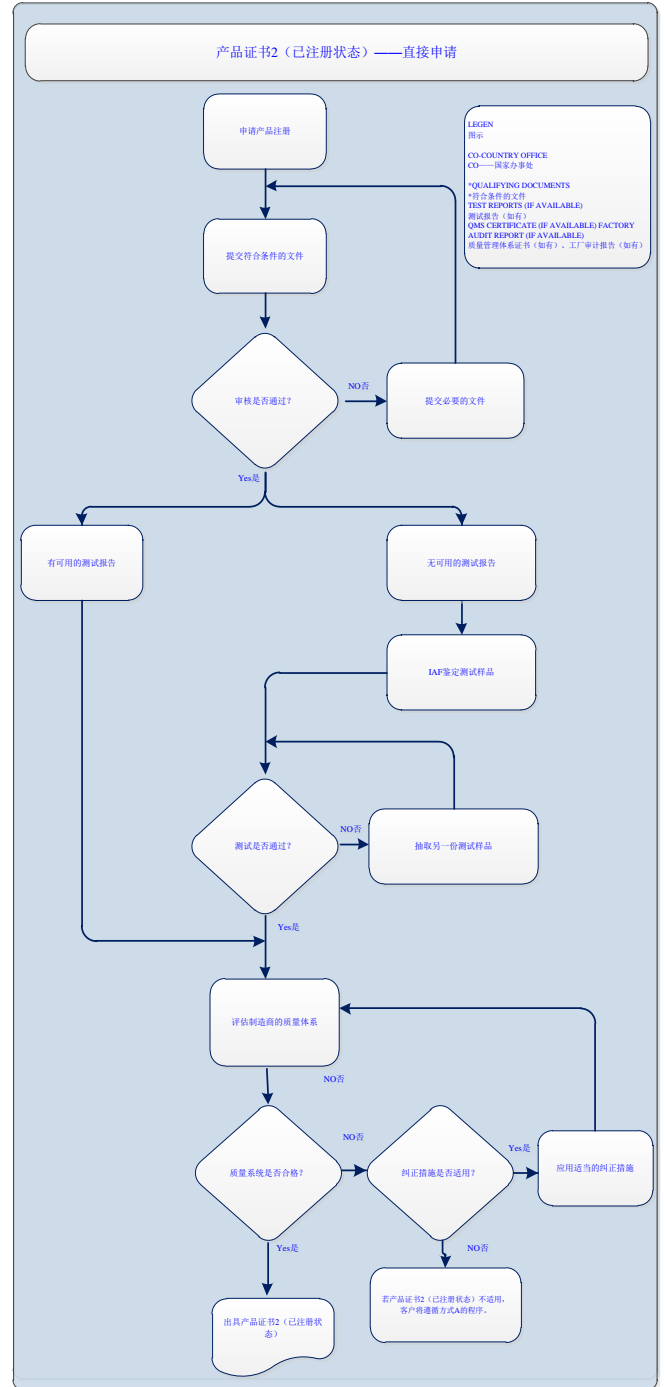 产品证书2（已注册状态）——直接申请
申请产品注册
LEGEN
图示
CO-COUNTRY OFFICE
CO——国家办事处
*QUALIFYING DOCUMENTS
*符合条件的文件
TEST REPORTS (IF AVAILABLE)
测试报告（如有）
QMS CERTIFICATE (IF AVAILABLE) FACTORY
AUDIT REPORT (IF AVAILABLE)
质量管理体系证书（如有）、工厂审计报告（如有）
提交符合条件的文件
审核是否通过？
NO否
提交必要的文件
Yes是
有可用的测试报告
无可用的测试报告
IAF鉴定测试样品
测试是否通过？
NO否
抽取另一份测试样品
Yes是
评估制造商的质量体系
NO否
质量系统是否合格？
NO否
纠正措施是否适用？
Yes是
应用适当的纠正措施
Yes是
NO否
出具产品证书2（已注册状
态）
若产品证书2（已注册状态）不适用，
客户将遵循方式A的程序。